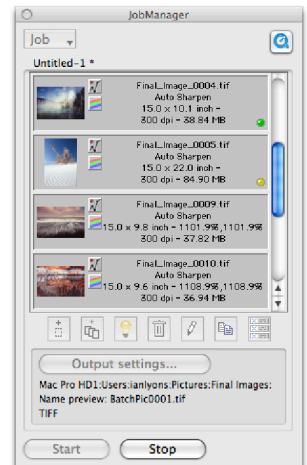 JobManager
Job
Untitled-1 *
Final_Image_0004.tif
Auto Sharpen
15.0 x 10.1 inch -
300 dpi - 38.84 MB
Final_Image_0005.tif
Auto Sharpen
15.0 x 22.0 inch -
300 dpi - 84.90 MB
Final_Image_0009.tif
Auto Sharpen
15.0 x 9.8 inch - 1101.9%,1101.9%
300 dpi - 37.82 MB
Final_Image_0010.tif
Auto Sharpen
15.0 x 9.6 inch - 1108.9%,1108.9%
300 dpi - 36.94 MB
Output settings...
Mac Pro HD1:Users:ianlyons:Pictures:Final Images:
Name preview: BatchPic0001.tif
TIFF
Start
Stop